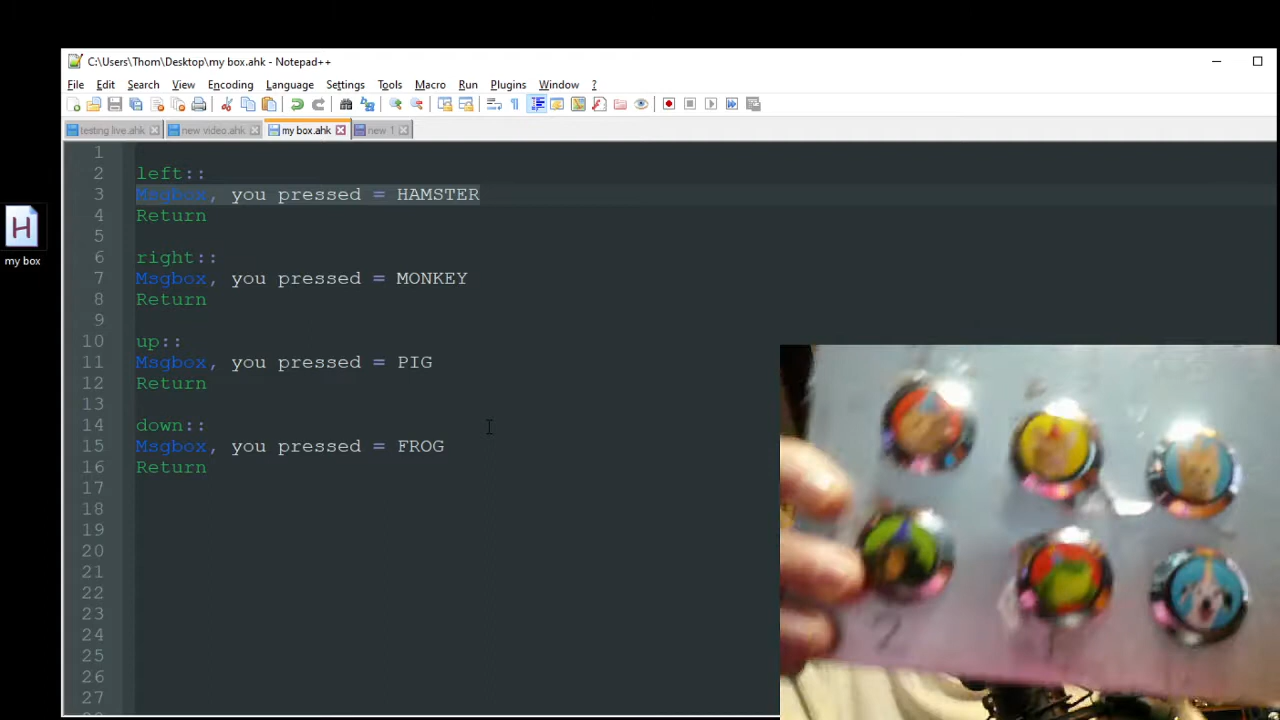 C:\Users\Thom\Desktop\my box.ahk - Notepad++
File Edit Search View Encoding Language Settings Tools Macro Run Plugins Window ?
testing live.ahk new video.ahk my box.ahk new 1
1
2 left::
3 Msgbox, you pressed = HAMSTER
4 Return
5
6 right::
7 Msgbox, you pressed = MONKEY
8 Return
9
10 up::
11 Msgbox, you pressed = PIG
12 Return
13
14 down::
15 Msgbox, you pressed = FROG
16 Return
17
18
19
20
21
22
23
24
25
26
27
H
my box